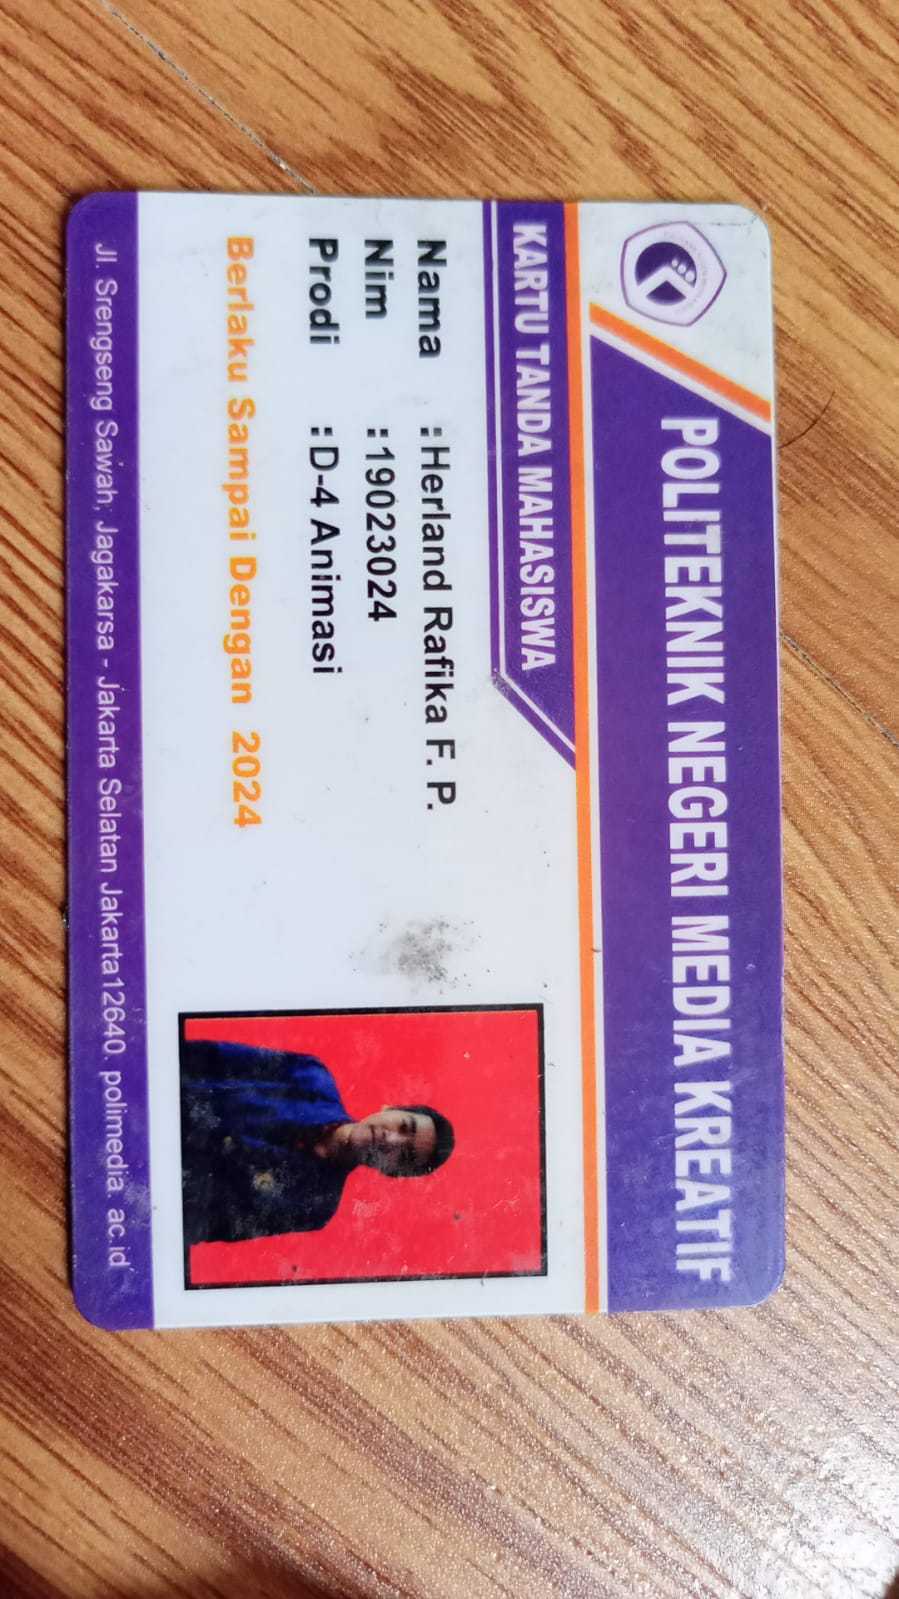 POLITEKNIK NEGERI MEDIA KREATIF
KARTU TANDA MAHASISWA
Nama : Herland Rafika F. P.
Nim : 19023024
Prodi : D-4 Animasi
Berlaku Sampai Dengan 2024
Jl. Srengseng Sawah, Jagakarsa - Jakarta Selatan Jakarta12640. polimedia. ac.id